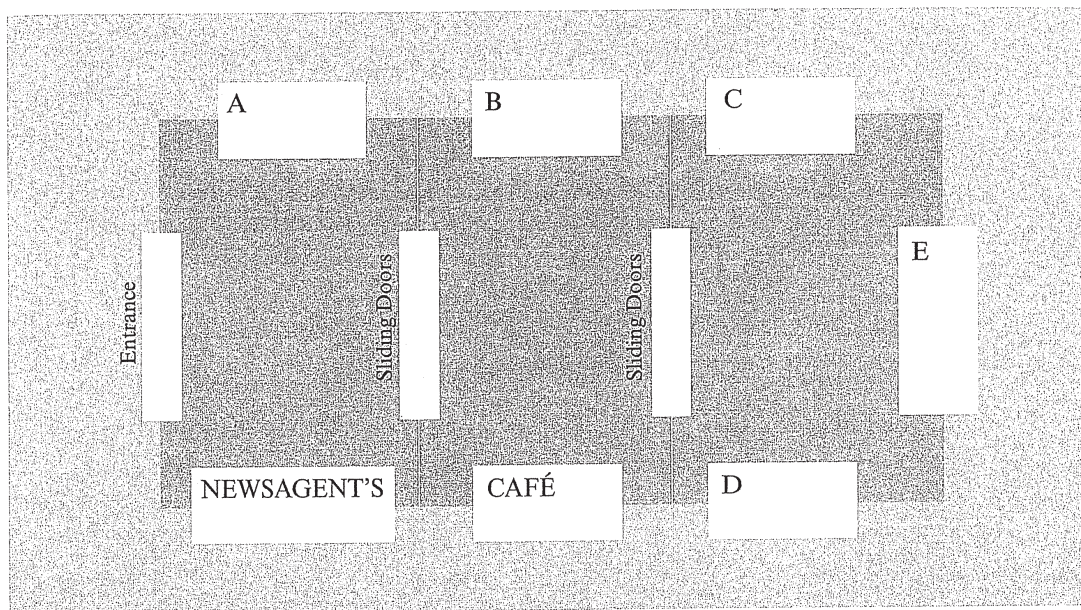 A
B
C
Entrance
Sliding Doors
Sliding Doors
E
NEWSAGENT'S
CAFÉ
D